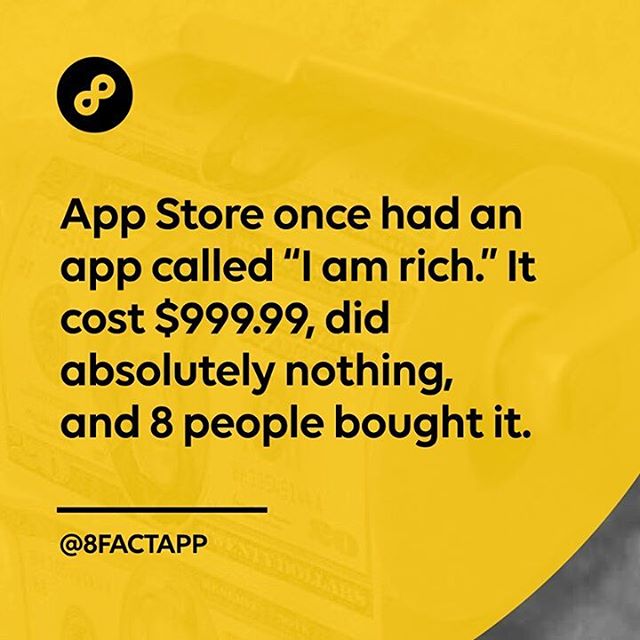 App Store once had an
app called “I am rich.” It
cost $999.99, did
absolutely nothing,
and 8 people bought it.
@8FACTAPP